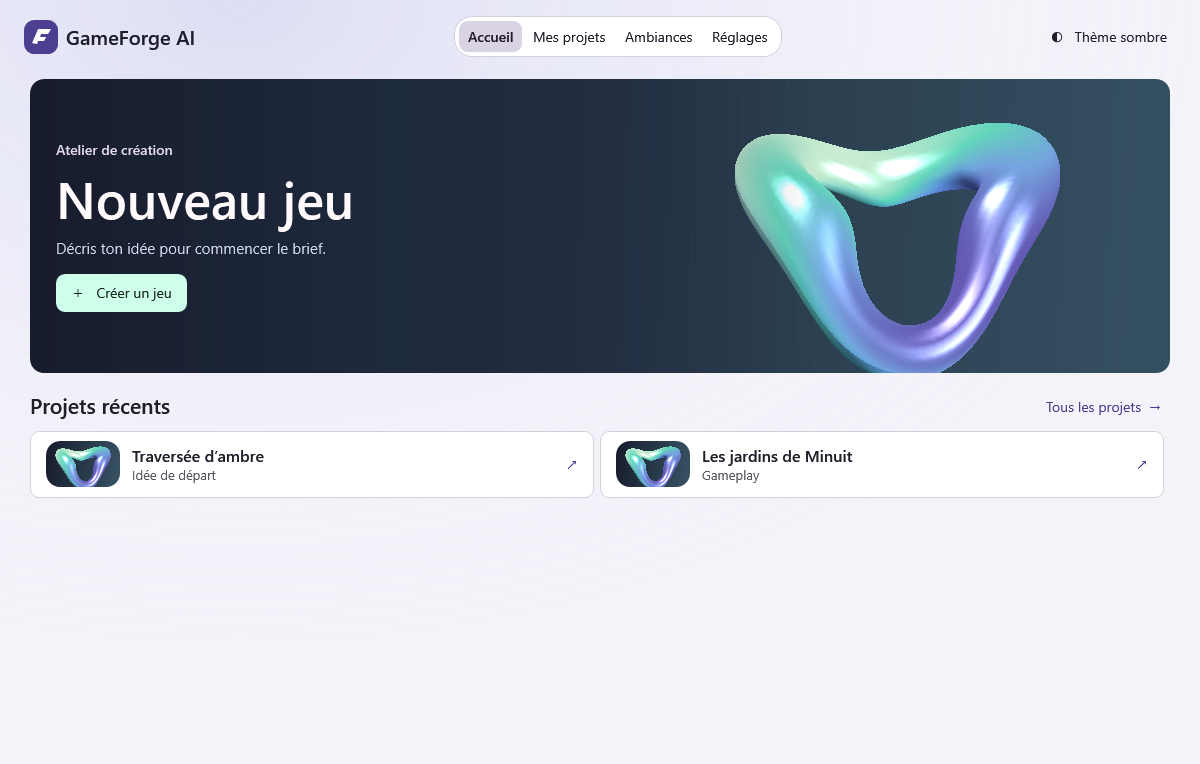 GameForge AI
Accueil
Mes projets
Ambiances
Réglages
Thème sombre
Atelier de création
Nouveau jeu
Décris ton idée pour commencer le brief.
+ Créer un jeu
Projets récents
Tous les projets →
Traversée d’ambre
Idée de départ
↗
Les jardins de Minuit
Gameplay
↗